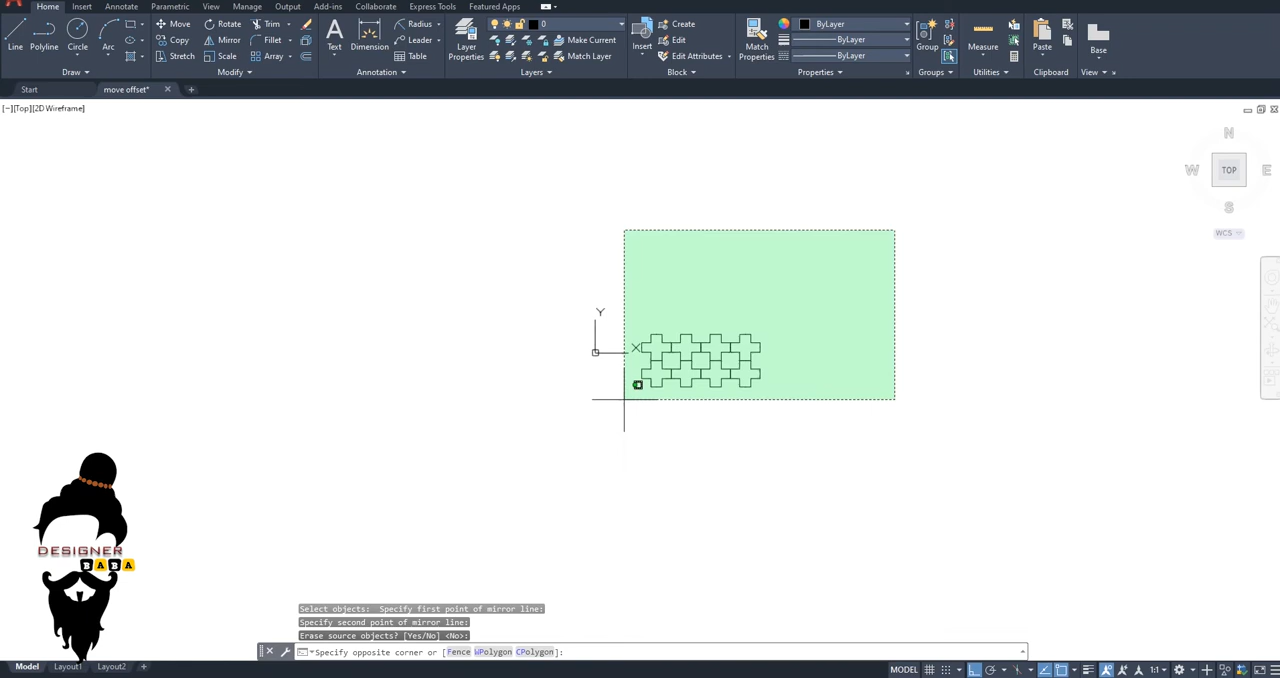 Home Insert Annotate Parametric View Manage Output Add-ins Collaborate Express Tools Featured Apps
Line Polyline Circle Arc
Move Rotate Trim
Copy Mirror Fillet
Stretch Scale Array
Text Dimension
Radius
Leader
Table
Layer Properties
0
Make Current
Match Layer
Insert
Create
Edit
Edit Attributes
Match Properties
ByLayer
ByLayer
ByLayer
Group
Measure
Paste
Base
Draw Modify Annotation Layers Block Properties Groups Utilities Clipboard View
Start move offset*
[−][Top][2D Wireframe]
N
W TOP E
S
WCS
Y
X
DESIGNER
BABA
Select objects: Specify first point of mirror line:
Specify second point of mirror line:
Erase source objects? [Yes/No] <No>:
Specify opposite corner or [Fence WPolygon CPolygon]:
Model Layout1 Layout2
MODEL 1:1